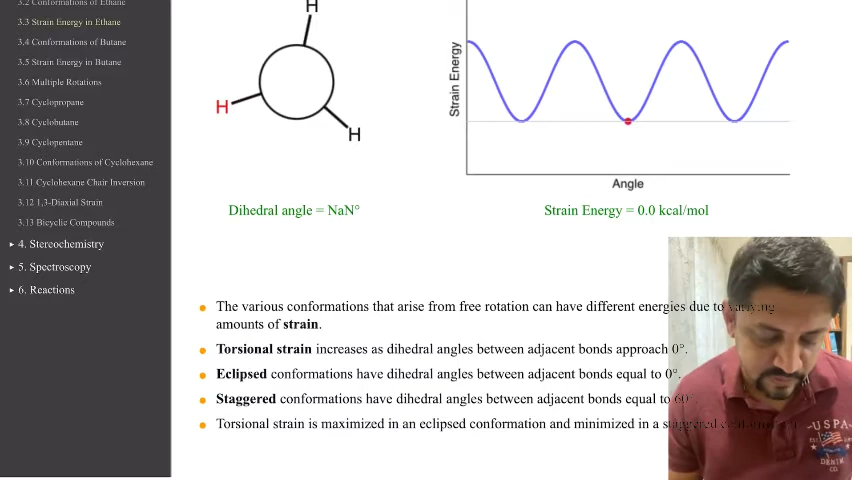 3.2 Conformations of Ethane
3.3 Strain Energy in Ethane
3.4 Conformations of Butane
3.5 Strain Energy in Butane
3.6 Multiple Rotations
3.7 Cyclopropane
3.8 Cyclobutane
3.9 Cyclopentane
3.10 Conformations of Cyclohexane
3.11 Cyclohexane Chair Inversion
3.12 1,3-Diaxial Strain
3.13 Bicyclic Compounds
4. Stereochemistry
5. Spectroscopy
6. Reactions
H
H
H
Dihedral angle = NaN°
Strain Energy
Angle
Strain Energy = 0.0 kcal/mol
The various conformations that arise from free rotation can have different energies due to varying
amounts of strain.
Torsional strain increases as dihedral angles between adjacent bonds approach 0°.
Eclipsed conformations have dihedral angles between adjacent bonds equal to 0°.
Staggered conformations have dihedral angles between adjacent bonds equal to 60°.
Torsional strain is maximized in an eclipsed conformation and minimized in a staggered
USPA
DENIM
CO